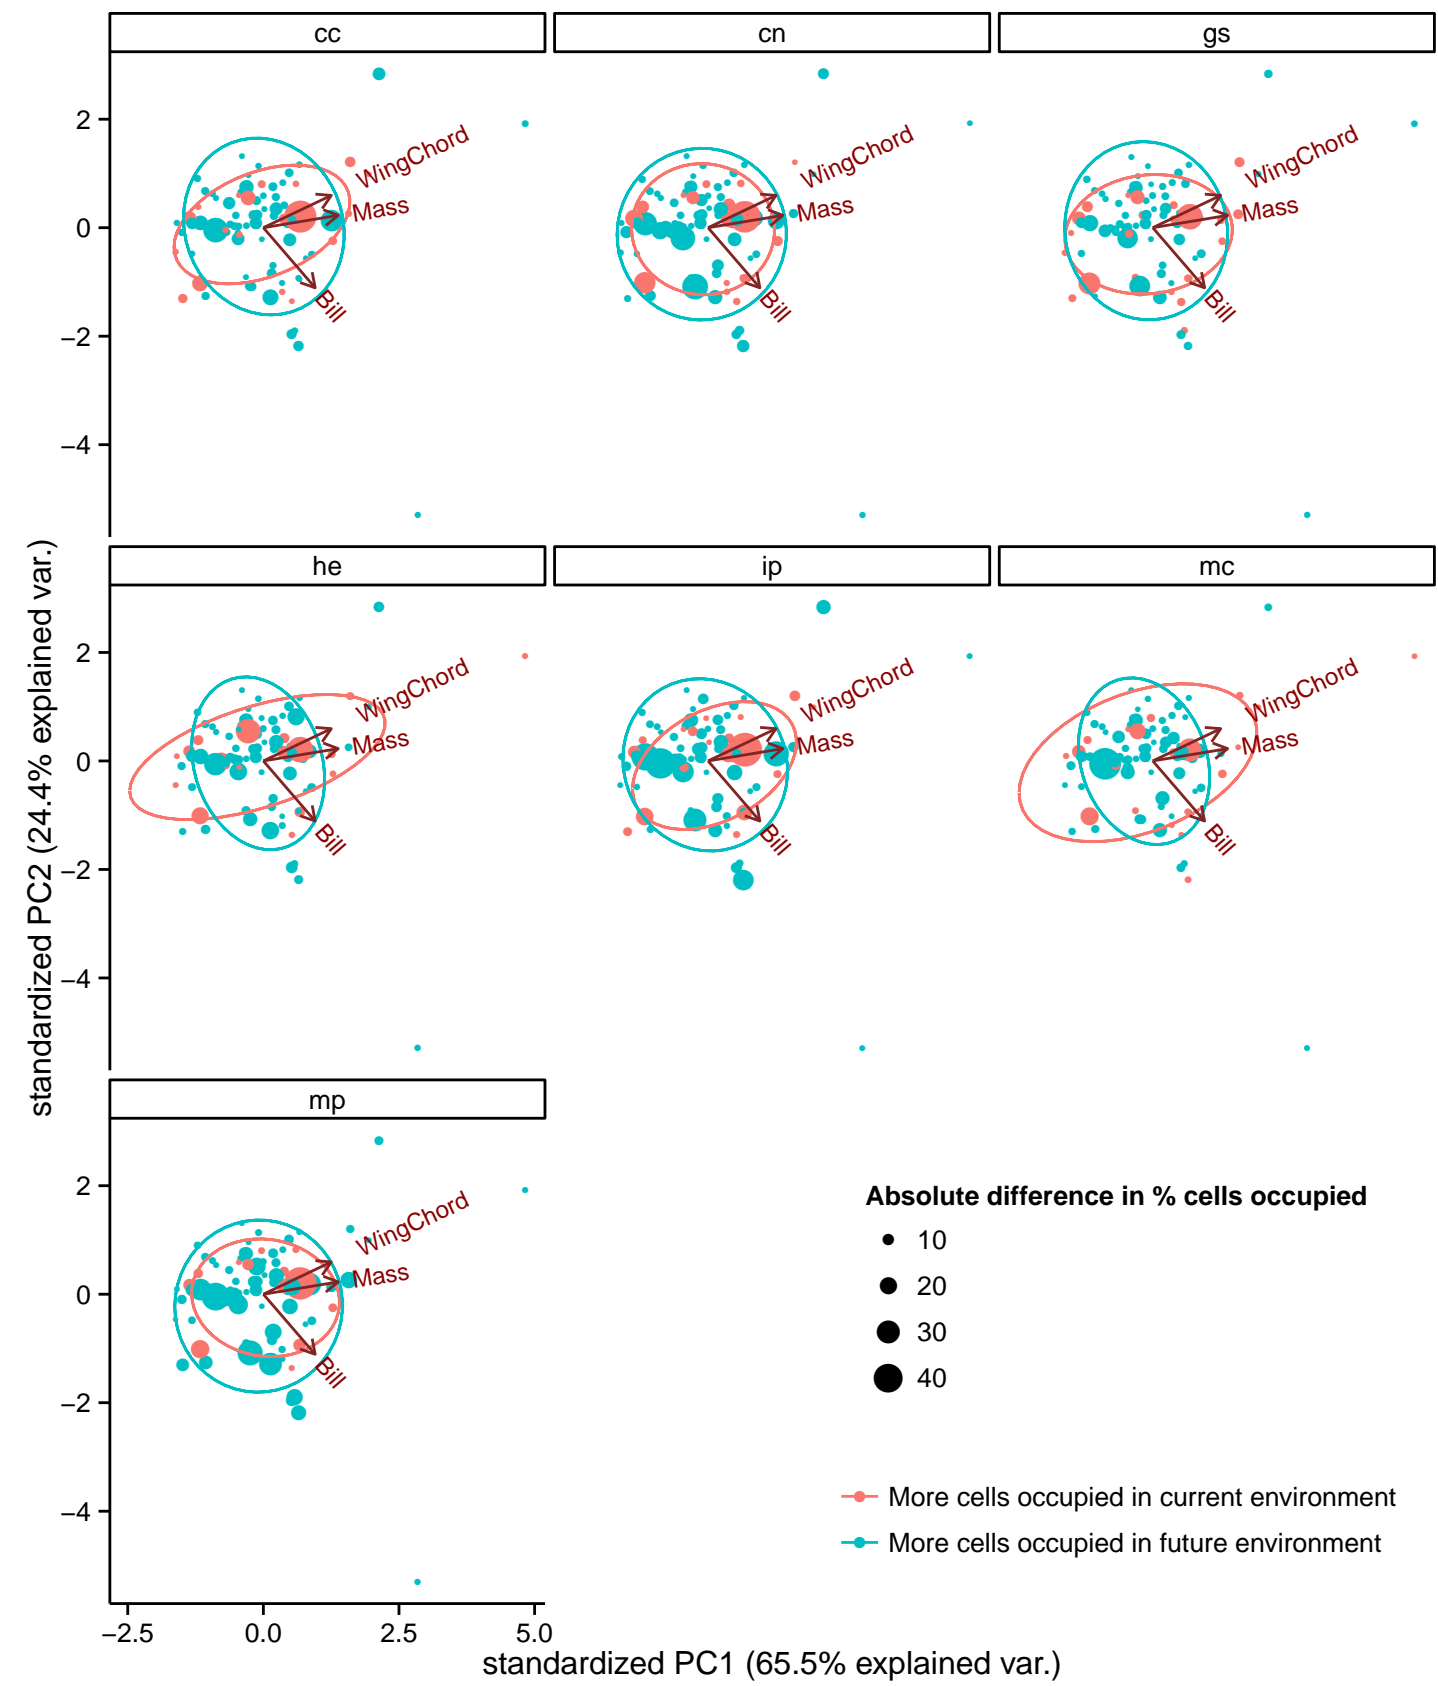 cc
cn
gs
2
0
−2
−4
WingChord
Mass
Bill
WingChord
Mass
Bill
WingChord
Mass
Bill
he
ip
mc
2
0
−2
−4
WingChord
Mass
Bill
WingChord
Mass
Bill
WingChord
Mass
Bill
standardized PC2 (24.4% explained var.)
mp
2
0
−2
−4
WingChord
Mass
Bill
−2.5
0.0
2.5
5.0
standardized PC1 (65.5% explained var.)
Absolute difference in % cells occupied
10
20
30
40
More cells occupied in current environment
More cells occupied in future environment